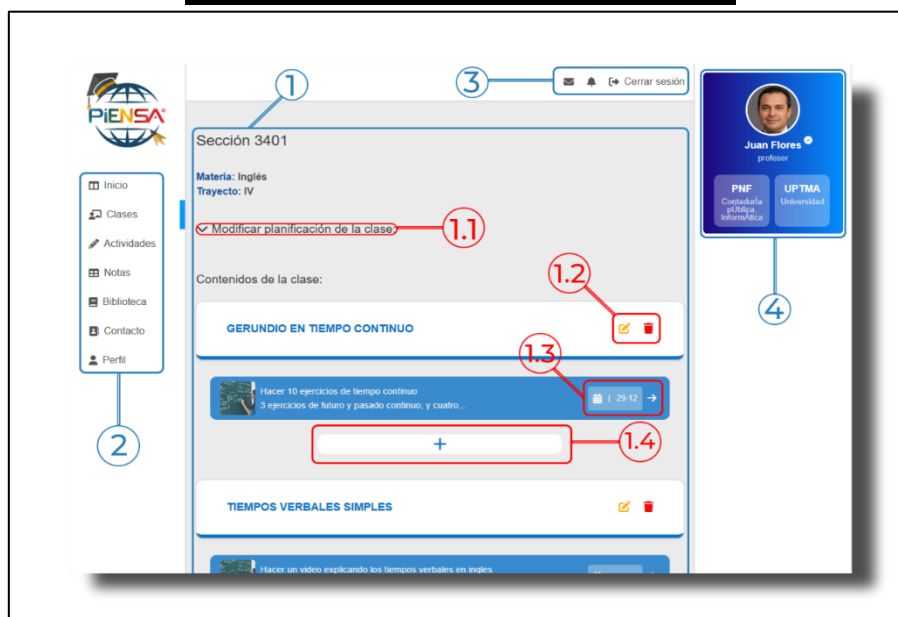 1
3
Cerrar sesión
PiENSA
Juan Flores
profesor
PNF
Contaduría
pÚblica,
InformÁtica
UPTMA
Universidad
4
Inicio
Clases
Actividades
Notas
Biblioteca
Contacto
Perfil
2
Sección 3401
Materia: Inglés
Trayecto: IV
Modificar planificación de la clase:
1.1
Contenidos de la clase:
1.2
GERUNDIO EN TIEMPO CONTINUO
1.3
Hacer 10 ejercicios de tiempo continuo
3 ejercicios de futuro y pasado continuo, y cuatro...
| 29-12
+
1.4
TIEMPOS VERBALES SIMPLES
Hacer un video explicando los tiempos verbales en ingles